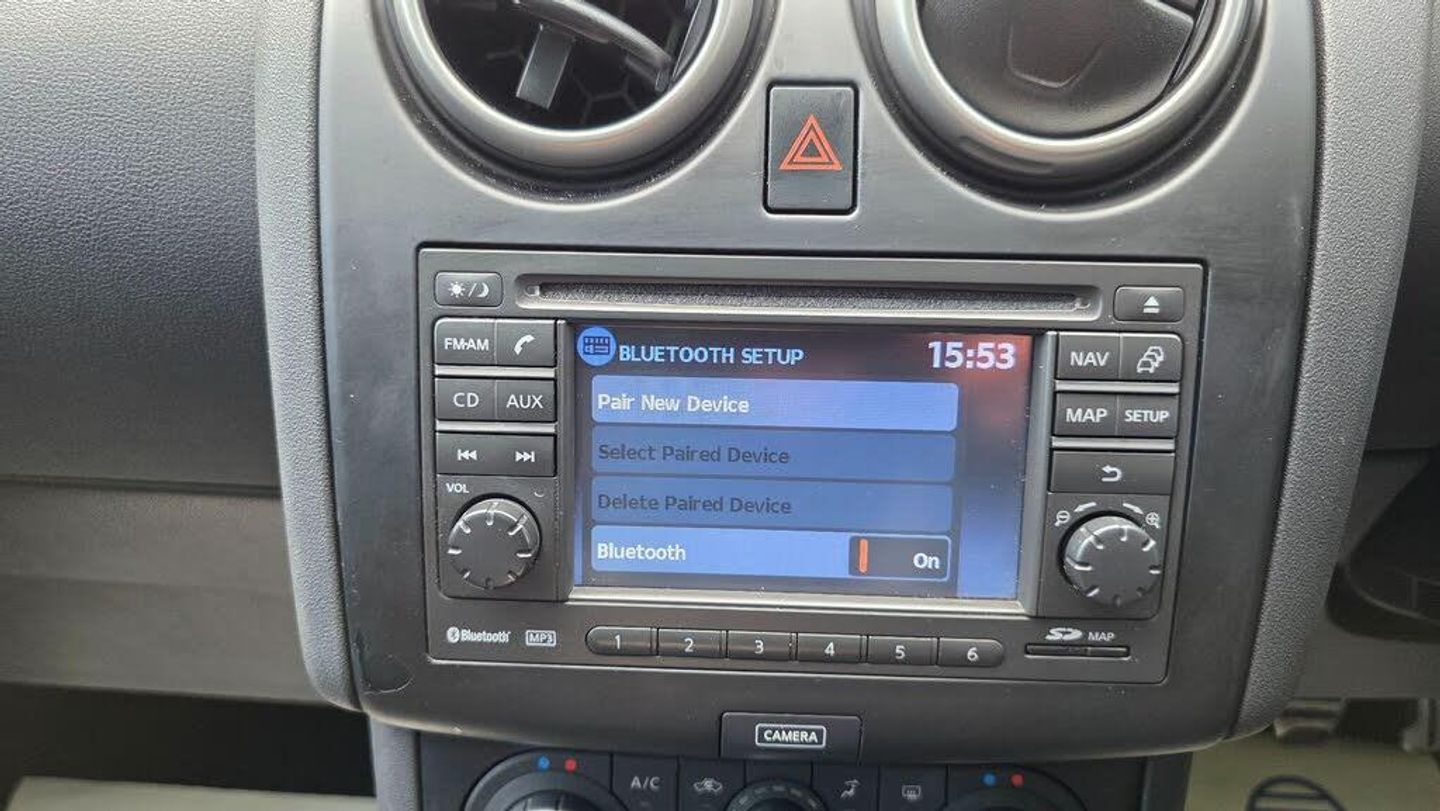 FM·AM
CD AUX
VOL
BLUETOOTH SETUP 15:53
Pair New Device
Select Paired Device
Delete Paired Device
Bluetooth On
NAV
MAP SETUP
Bluetooth MP3
1 2 3 4 5 6
SD MAP
CAMERA
A/C